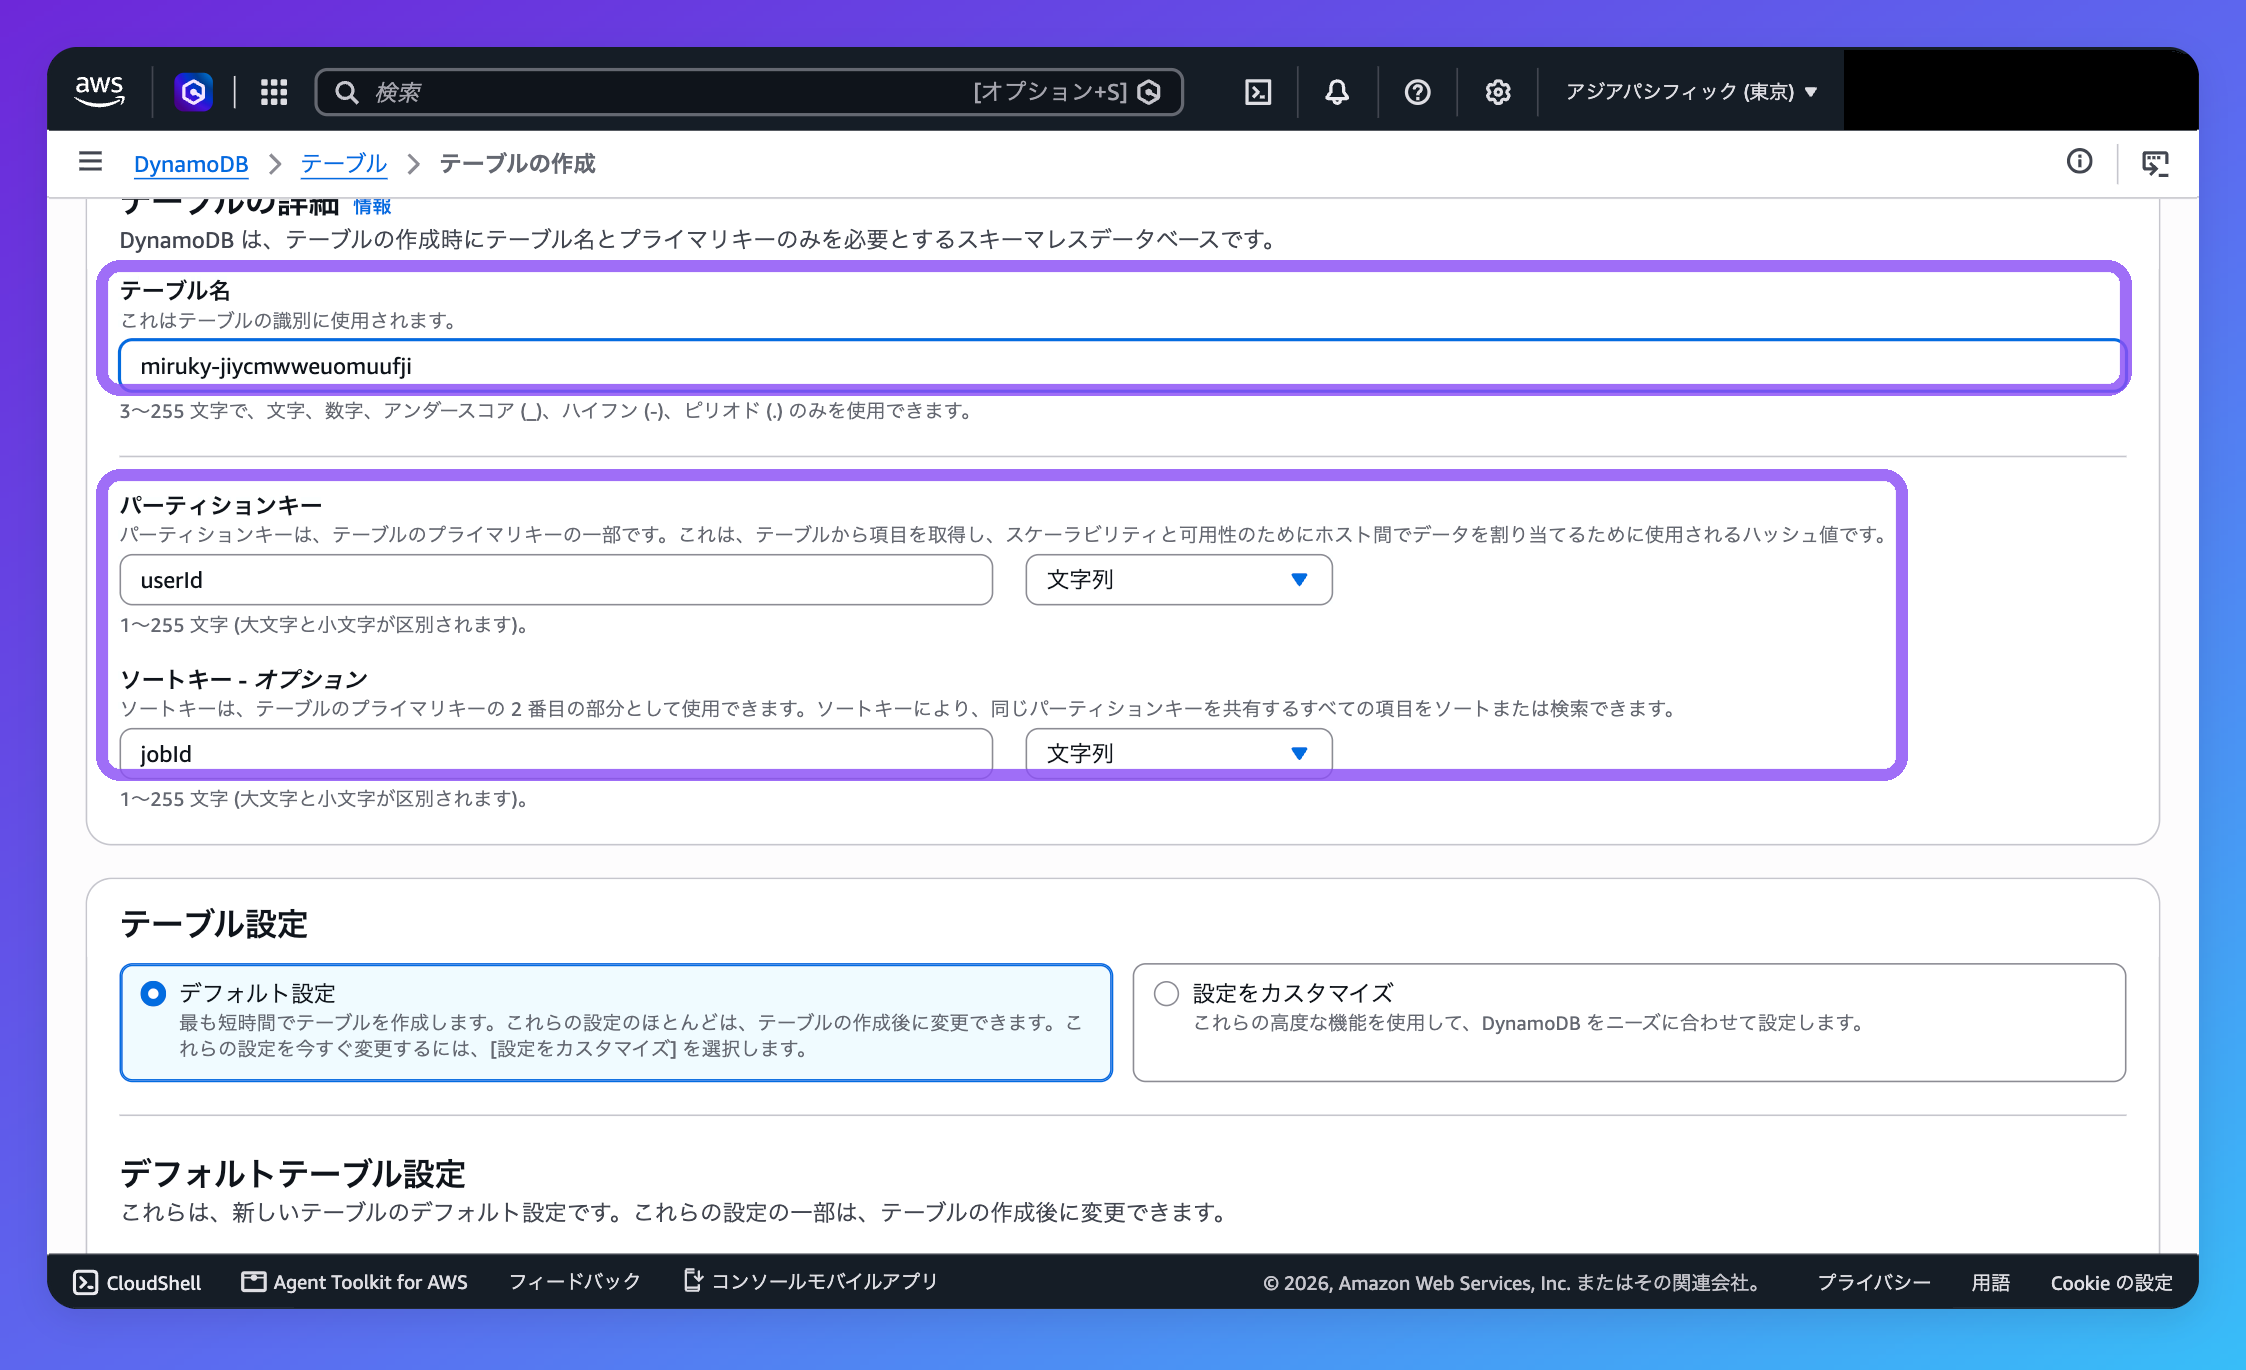 aws
検索
[オプション+S]
アジアパシフィック (東京) ▼
DynamoDB > テーブル > テーブルの作成
テーブルの詳細 情報
DynamoDB は、テーブルの作成時にテーブル名とプライマリキーのみを必要とするスキーマレスデータベースです。
テーブル名
これはテーブルの識別に使用されます。
miruky-jiycmwweuomuufji
3〜255 文字で、文字、数字、アンダースコア (_)、ハイフン (-)、ピリオド (.) のみを使用できます。
パーティションキー
パーティションキーは、テーブルのプライマリキーの一部です。これは、テーブルから項目を取得し、スケーラビリティと可用性のためにホスト間でデータを割り当てるために使用されるハッシュ値です。
userId
文字列
1〜255 文字 (大文字と小文字が区別されます)。
ソートキー - オプション
ソートキーは、テーブルのプライマリキーの 2 番目の部分として使用できます。ソートキーにより、同じパーティションキーを共有するすべての項目をソートまたは検索できます。
jobId
文字列
1〜255 文字 (大文字と小文字が区別されます)。
テーブル設定
デフォルト設定
最も短時間でテーブルを作成します。これらの設定のほとんどは、テーブルの作成後に変更できます。こ
れらの設定を今すぐ変更するには、[設定をカスタマイズ] を選択します。
設定をカスタマイズ
これらの高度な機能を使用して、DynamoDB をニーズに合わせて設定します。
デフォルトテーブル設定
これらは、新しいテーブルのデフォルト設定です。これらの設定の一部は、テーブルの作成後に変更できます。
CloudShell
Agent Toolkit for AWS
フィードバック
コンソールモバイルアプリ
© 2026, Amazon Web Services, Inc. またはその関連会社。
プライバシー
用語
Cookie の設定